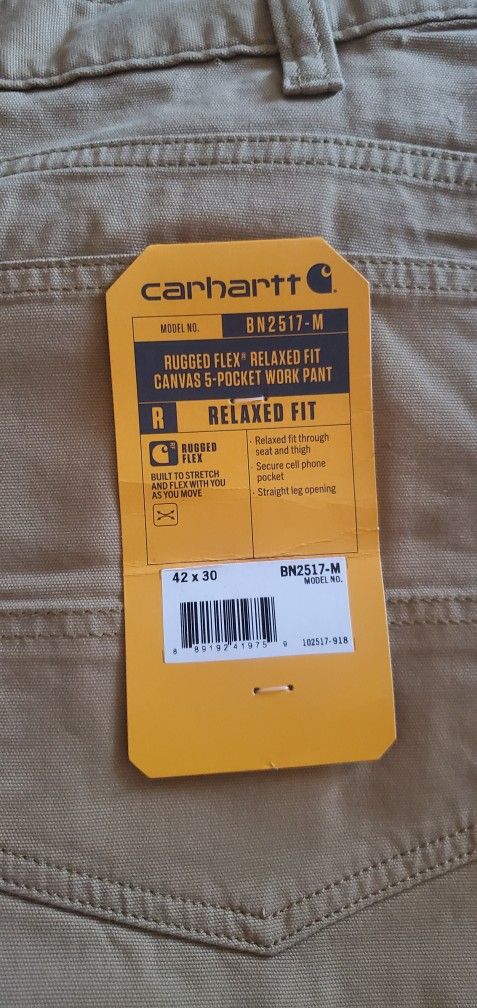 carhartt
MODEL NO. BN2517-M
RUGGED FLEX® RELAXED FIT
CANVAS 5-POCKET WORK PANT
R RELAXED FIT
RUGGED
FLEX
BUILT TO STRETCH
AND FLEX WITH YOU
AS YOU MOVE
· Relaxed fit through
seat and thigh
· Secure cell phone
pocket
· Straight leg opening
42 x 30 BN2517-M
MODEL NO.
8 89192 41975 9 102517-918